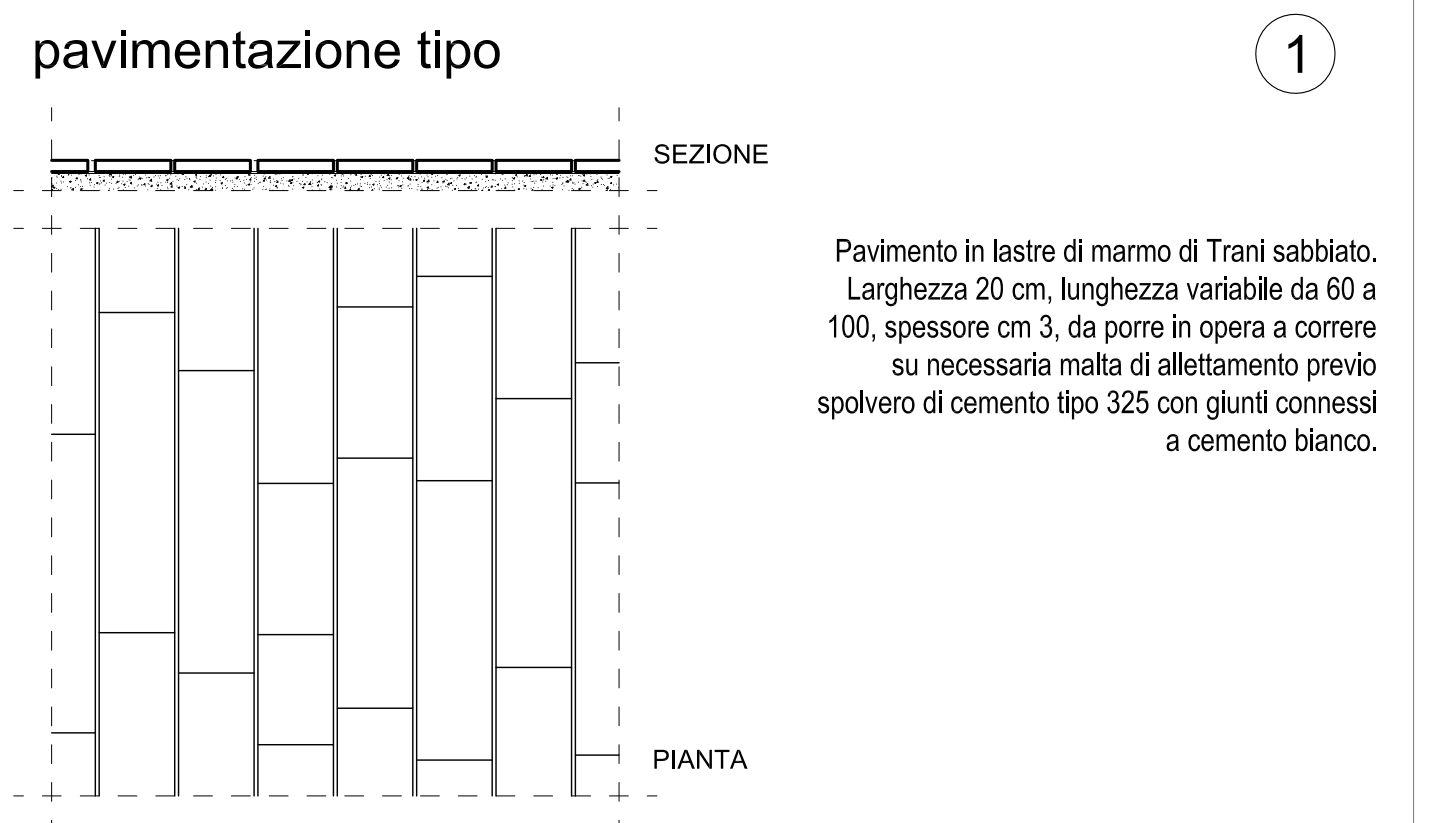 pavimentazione tipo
1
SEZIONE
Pavimento in lastre di marmo di Trani sabbiato.
Larghezza 20 cm, lunghezza variabile da 60 a
100, spessore cm 3, da porre in opera a correre
su necessaria malta di allettamento previo
spolvero di cemento tipo 325 con giunti connessi
a cemento bianco.
PIANTA